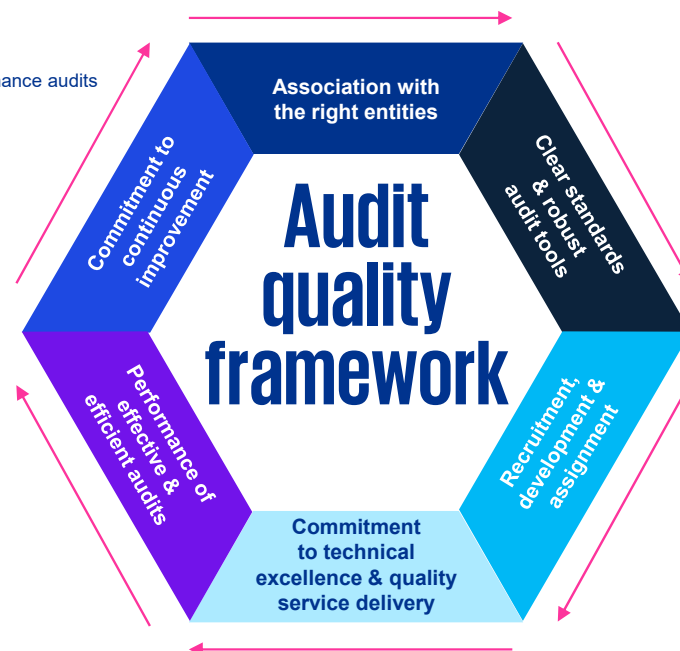 Association with
the right entities
Clear standards
& robust
audit tools
Recruitment,
development &
assignment
Commitment
to technical
excellence & quality
service delivery
Performance of
effective &
efficient audits
Commitment to
continuous
improvement
Audit
quality
framework
audits